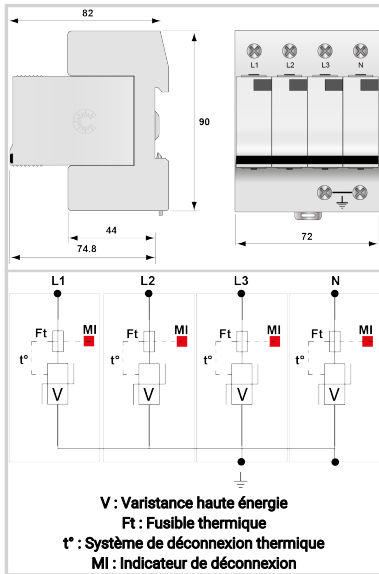 82
L1 L2 L3 N
90
44
74.8
72
L1 L2 L3 N
Ft MI Ft MI Ft MI Ft MI
t° t° t° t°
V V V V
V : Varistance haute énergie
Ft : Fusible thermique
t° : Système de déconnexion thermique
MI : Indicateur de déconnexion